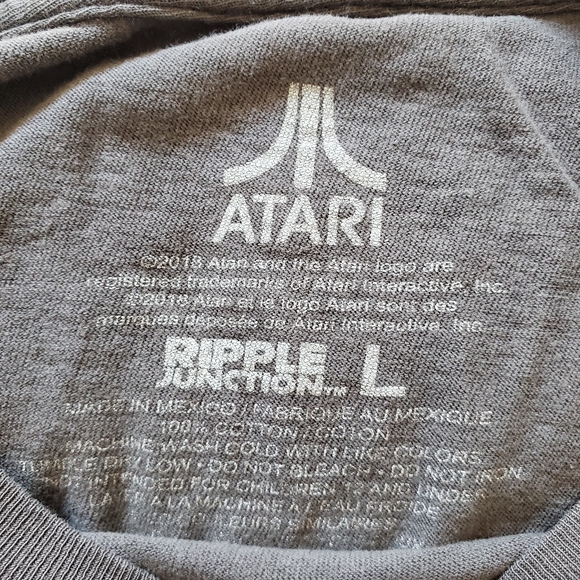 ATARI
©2018 Atari and the Atari logo are
registered trademarks of Atari Interactive, Inc.
©2018 Atari et le logo Atari sont des
marques déposée de Atari Interactive, Inc.
RIPPLE
JUNCTION™ L
MADE IN MEXICO / FABRIQUE AU MEXIQUE
100% COTTON / COTON
MACHINE WASH COLD WITH LIKE COLORS
TUMBLE DRY LOW • DO NOT BLEACH • DO NOT IRON
NOT INTENDED FOR CHILDREN 12 AND UNDER
LAVER A LA MACHINE A L'EAU FROIDE
COULEURS SIMILAIRES